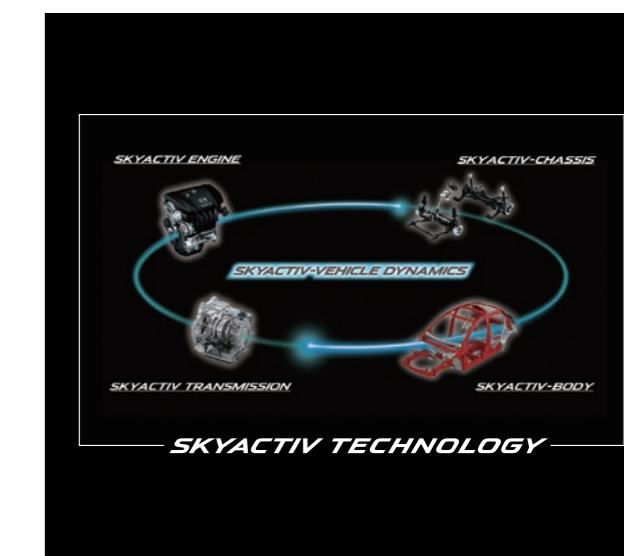 SKYACTIV ENGINE
SKYACTIV-CHASSIS
SKYACTIV-VEHICLE DYNAMICS
SKYACTIV TRANSMISSION
SKYACTIV-BODY
SKYACTIV TECHNOLOGY